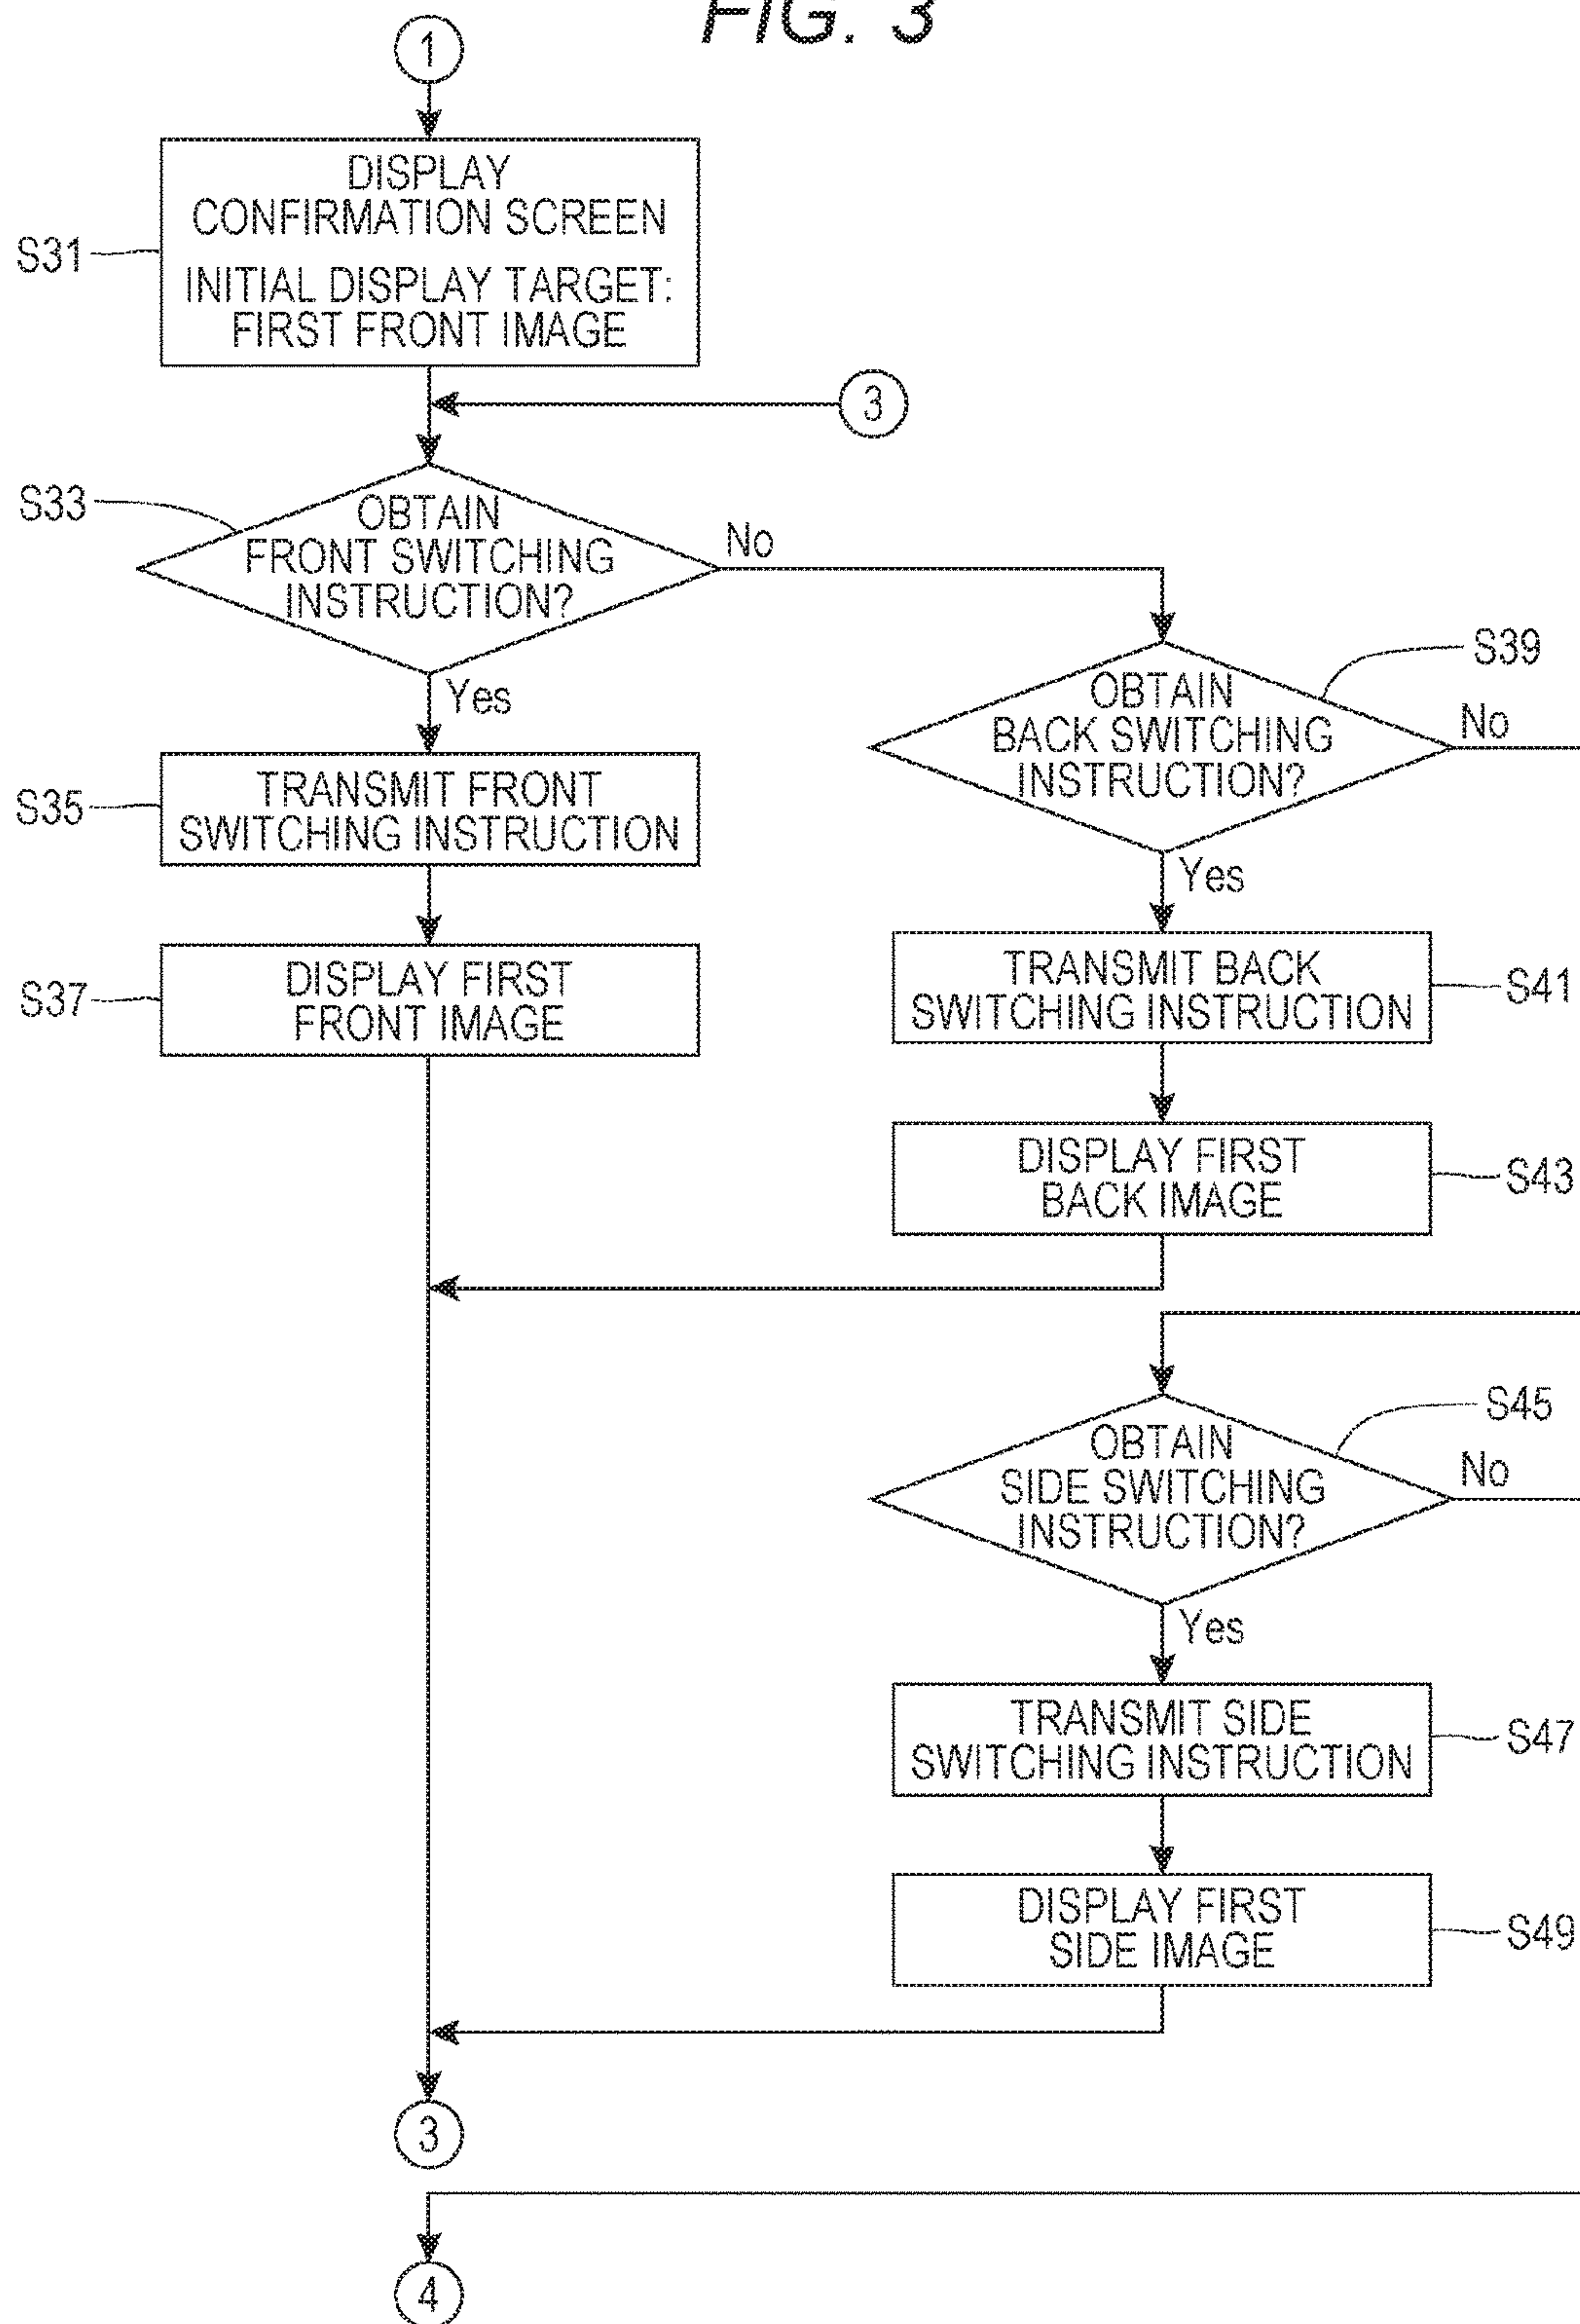 FIG. 3
1
DISPLAY
CONFIRMATION SCREEN
INITIAL DISPLAY TARGET:
FIRST FRONT IMAGE
S31
3
S33
OBTAIN
FRONT SWITCHING
INSTRUCTION?
No
Yes
S39
OBTAIN
BACK SWITCHING
INSTRUCTION?
No
Yes
S35
TRANSMIT FRONT
SWITCHING INSTRUCTION
S37
DISPLAY FIRST
FRONT IMAGE
TRANSMIT BACK
SWITCHING INSTRUCTION
S41
DISPLAY FIRST
BACK IMAGE
S43
S45
OBTAIN
SIDE SWITCHING
INSTRUCTION?
No
Yes
TRANSMIT SIDE
SWITCHING INSTRUCTION
S47
DISPLAY FIRST
SIDE IMAGE
S49
3
4